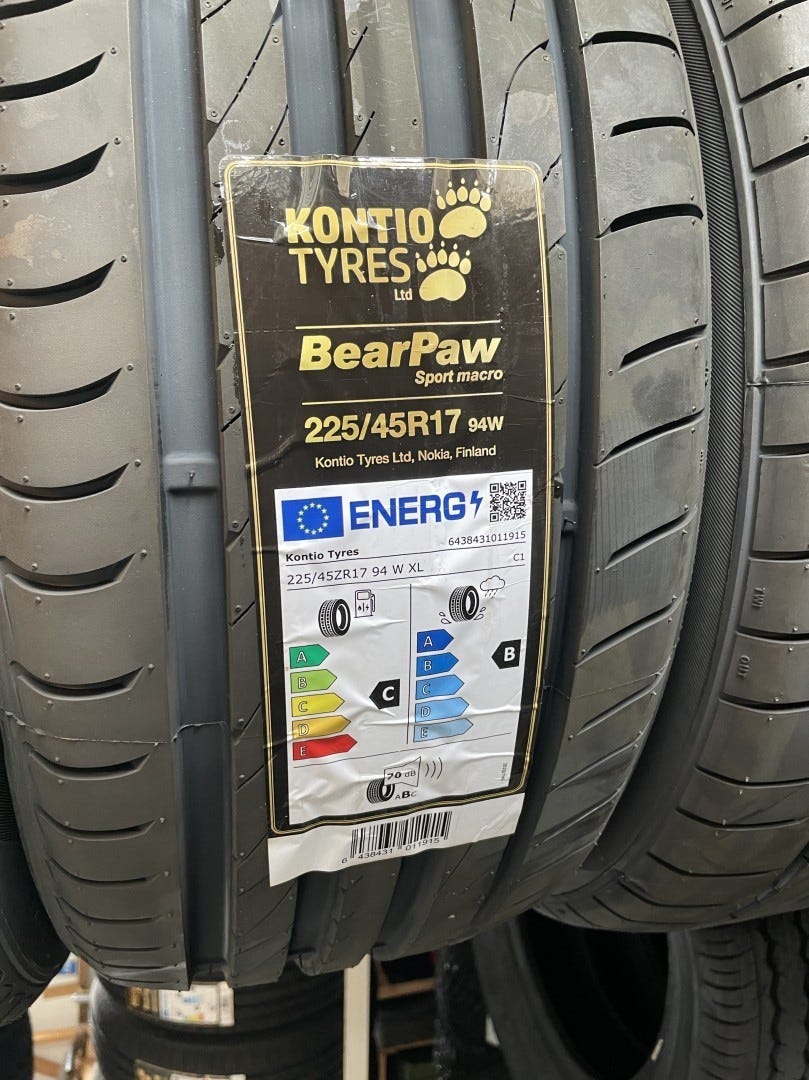 KONTIO
TYRES
Ltd
BearPaw
Sport macro
225/45R17 94W
Kontio Tyres Ltd, Nokia, Finland
ENERG
Kontio Tyres 6438431011915
225/45ZR17 94 W XL C1
A
B
C
D
E
C
A
B
C
D
E
B
70 dB
ABC
6 438431 011915